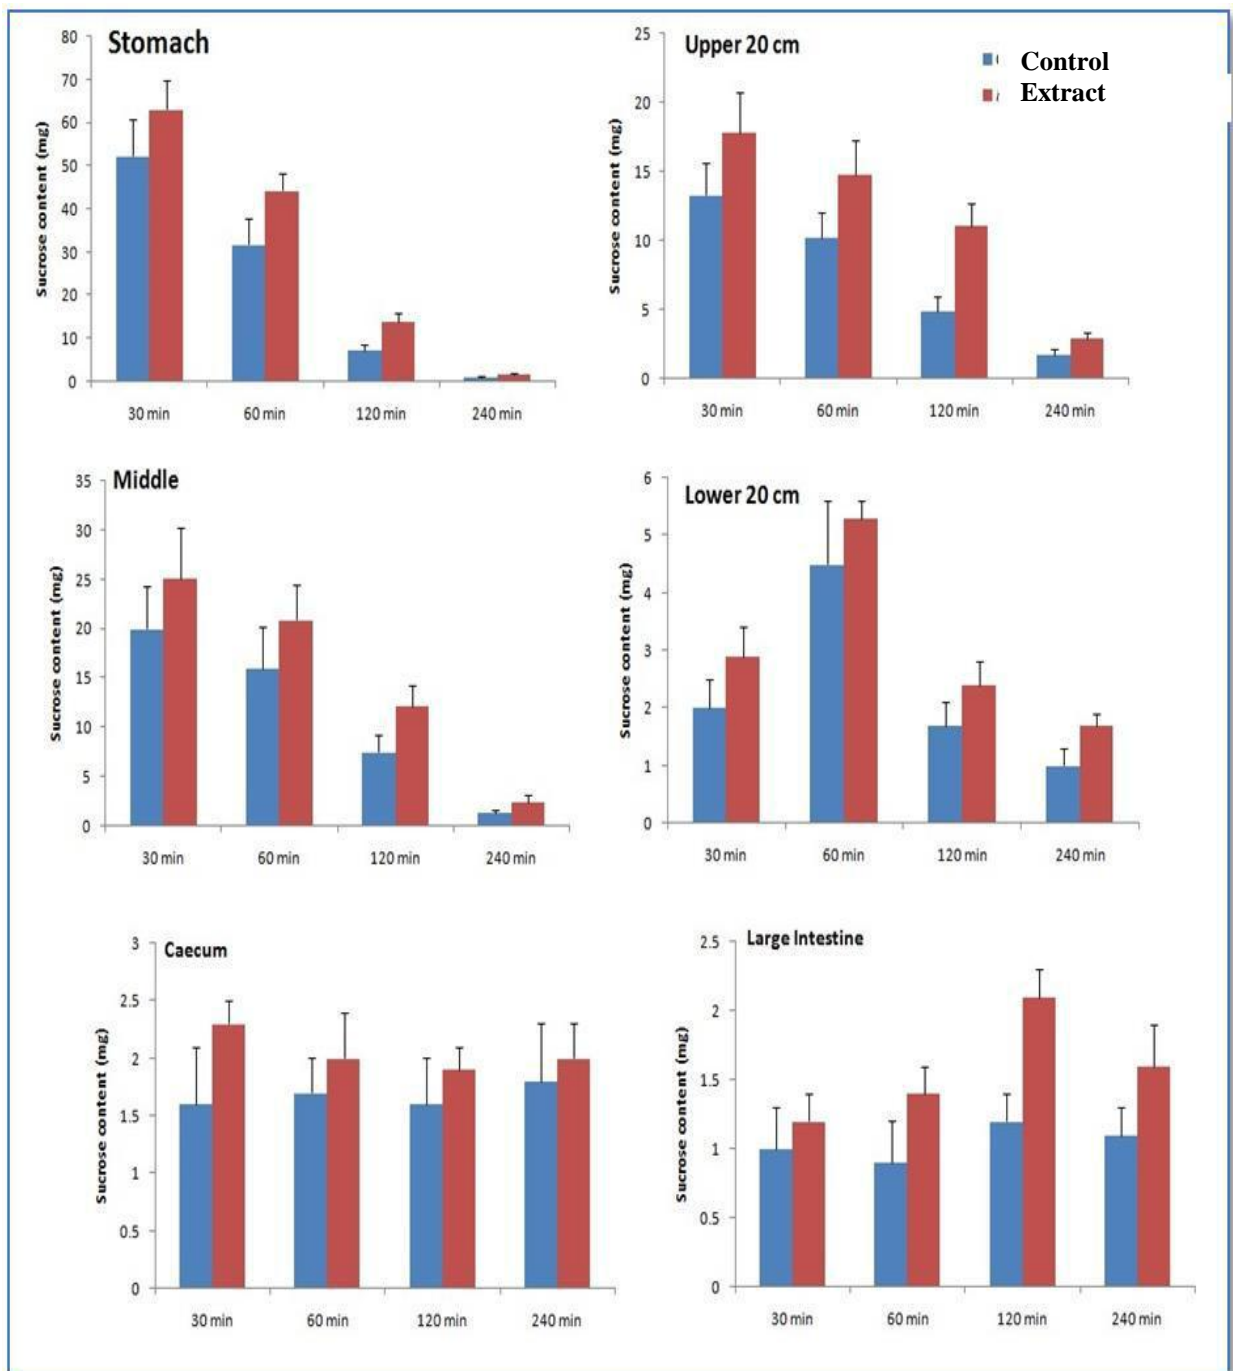 Stomach
Sucrose content (mg)
80
70
60
50
40
30
20
10
0
30 min 60 min 120 min 240 min
Upper 20 cm
Control
Extract
Sucrose content (mg)
25
20
15
10
5
0
30 min 60 min 120 min 240 min
Middle
Sucrose content (mg)
35
30
25
20
15
10
5
0
30 min 60 min 120 min 240 min
Lower 20 cm
Sucrose content (mg)
6
5
4
3
2
1
0
30 min 60 min 120 min 240 min
Caecum
Sucrose content (mg)
3
2.5
2
1.5
1
0.5
0
30 min 60 min 120 min 240 min
Large Intestine
Sucrose content (mg)
2.5
2
1.5
1
0.5
0
30 min 60 min 120 min 240 min